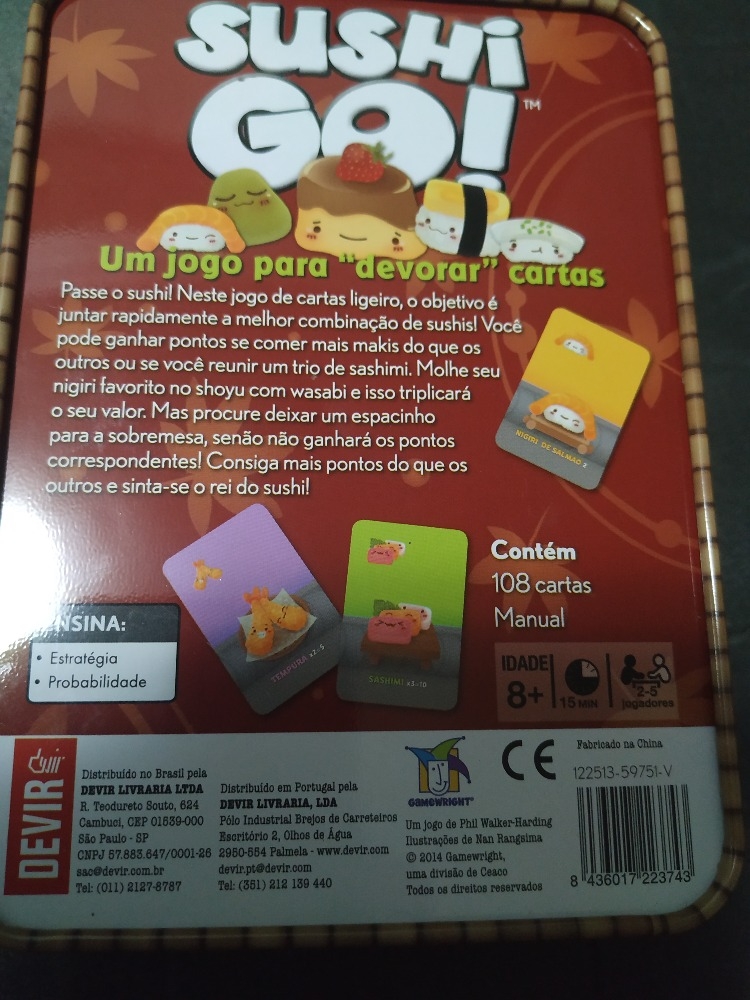 SUSHI
GO!™
Um jogo para "devorar" cartas
Passe o sushi! Neste jogo de cartas ligeiro, o objetivo é
juntar rapidamente a melhor combinação de sushis! Você
pode ganhar pontos se comer mais makis do que os
outros ou se você reunir um trio de sashimi. Molhe seu
nigiri favorito no shoyu com wasabi e isso triplicará
o seu valor. Mas procure deixar um espacinho
para a sobremesa, senão não ganhará os pontos
correspondentes! Consiga mais pontos do que os
outros e sinta-se o rei do sushi!
NIGIRI DE SALMÃO 2
TEMPURA x2=5
SASHIMI x3=10
Contém
108 cartas
Manual
NSINA:
• Estratégia
• Probabilidade
IDADE
8+
15 MIN
2-5
jogadores
DEVIR
devir
Distribuído no Brasil pela
DEVIR LIVRARIA LTDA
R. Teodureto Souto, 624
Cambuci, CEP 01539-000
São Paulo - SP
CNPJ 57.883.647/0001-26
sac@devir.com.br
Tel: (011) 2127-8787
Distribuído em Portugal pela
DEVIR LIVRARIA, LDA
Pólo Industrial Brejos de Carreteiros
Escritório 2, Olhos de Água
2950-554 Palmela - www.devir.com
devir.pt@devir.com
Tel: (351) 212 139 440
GAMEWRIGHT®
Um jogo de Phil Walker-Harding
Ilustrações de Nan Rangsima
© 2014 Gamewright,
uma divisão de Ceaco
Todos os direitos reservados
CE
Fabricado na China
122513-59751-V
8 436017 223743